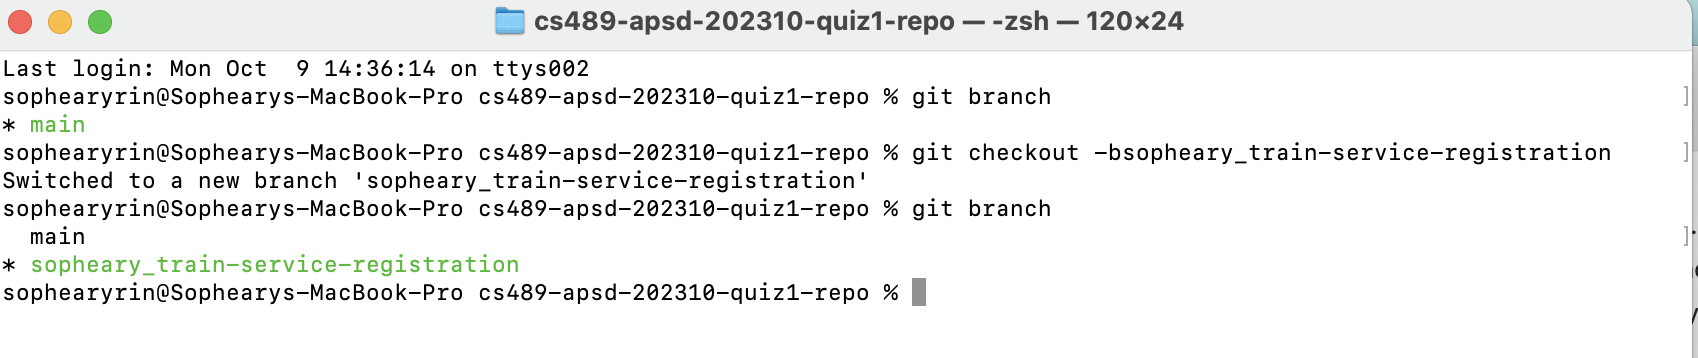 cs489-apsd-202310-quiz1-repo — -zsh — 120×24
Last login: Mon Oct  9 14:36:14 on ttys002
sophearyrin@Sophearys-MacBook-Pro cs489-apsd-202310-quiz1-repo % git branch
* main
sophearyrin@Sophearys-MacBook-Pro cs489-apsd-202310-quiz1-repo % git checkout -bsopheary_train-service-registration
Switched to a new branch 'sopheary_train-service-registration'
sophearyrin@Sophearys-MacBook-Pro cs489-apsd-202310-quiz1-repo % git branch
  main
* sopheary_train-service-registration
sophearyrin@Sophearys-MacBook-Pro cs489-apsd-202310-quiz1-repo %